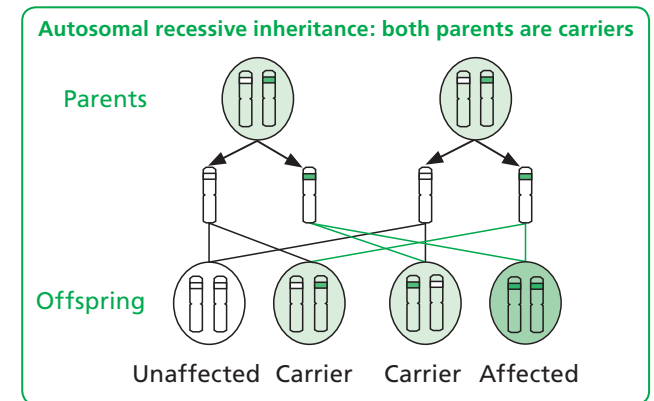 Autosomal recessive inheritance: both parents are carriers
Parents
Offspring
Unaffected Carrier Carrier Affected